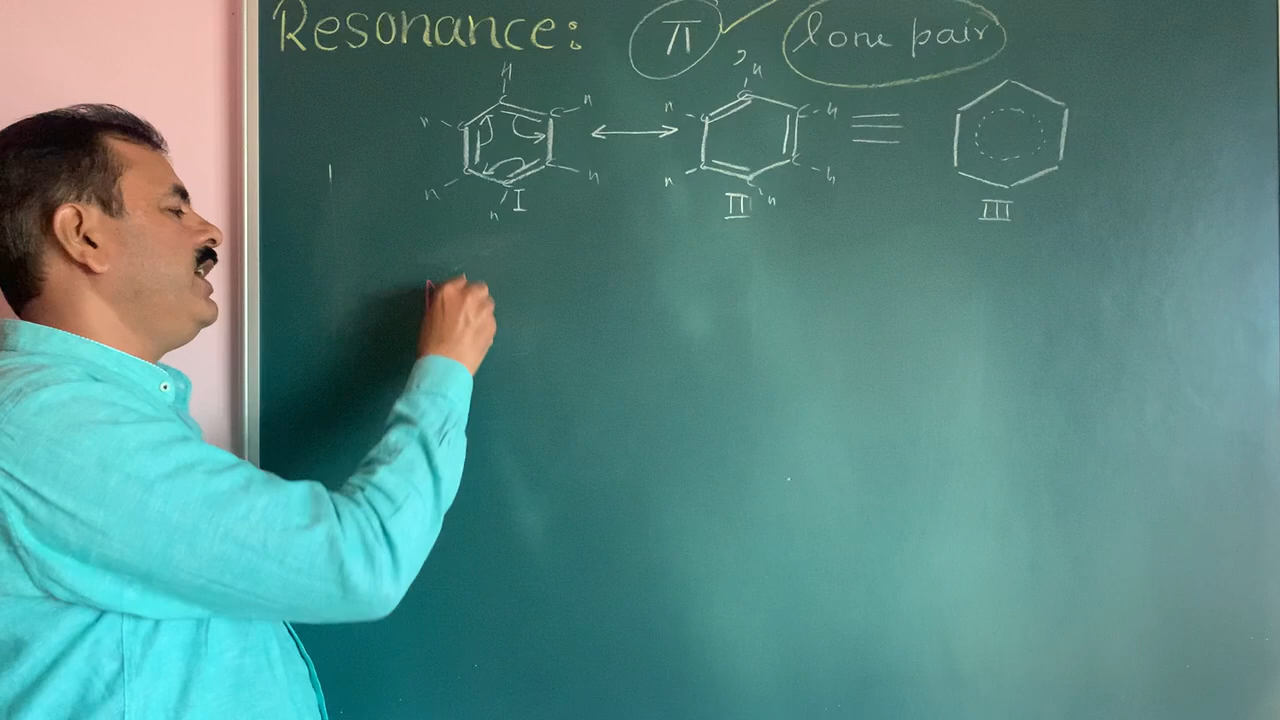 Resonance: π , lone pair
H
n C n n C n
n n C h
n C h
n C n
n I n II n III